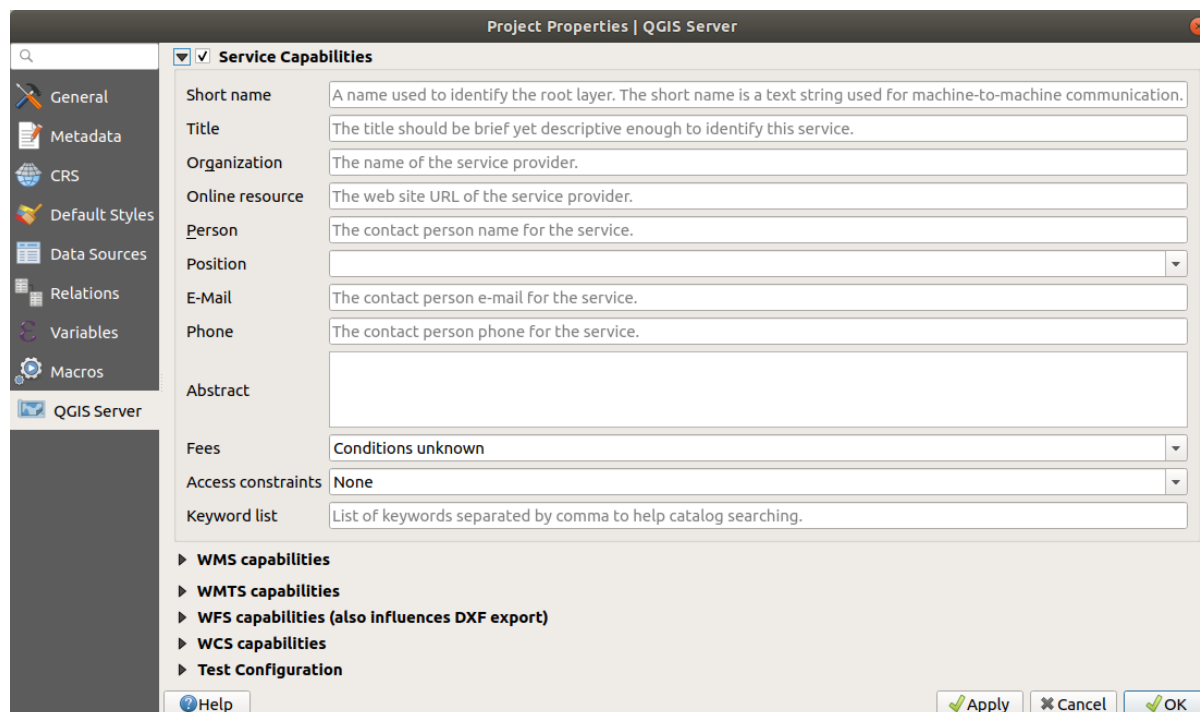 Project Properties | QGIS Server
General
Metadata
CRS
Default Styles
Data Sources
Relations
Variables
Macros
QGIS Server
Service Capabilities
Short name A name used to identify the root layer. The short name is a text string used for machine-to-machine communication.
Title The title should be brief yet descriptive enough to identify this service.
Organization The name of the service provider.
Online resource The web site URL of the service provider.
Person The contact person name for the service.
Position
E-Mail The contact person e-mail for the service.
Phone The contact person phone for the service.
Abstract
Fees Conditions unknown
Access constraints None
Keyword list List of keywords separated by comma to help catalog searching.
WMS capabilities
WMTS capabilities
WFS capabilities (also influences DXF export)
WCS capabilities
Test Configuration
Help Apply Cancel OK